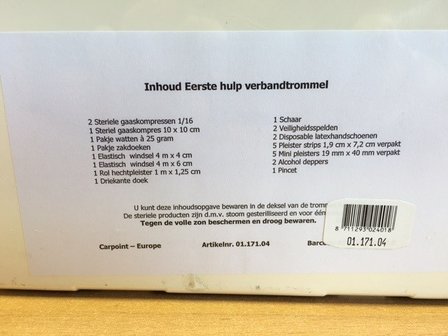 Inhoud Eerste hulp verbandtrommel
2 Steriele gaaskompressen 1/16
1 Steriel gaaskompres 10 x 10 cm
1 Pakje watten à 25 gram
1 Pakje zakdoeken
1 Elastisch windsel 4 m x 4 cm
1 Elastisch windsel 4 m x 6 cm
1 Rol hechtpleister 1 m x 1,25 cm
1 Driekante doek
1 Schaar
2 Veiligheidsspelden
2 Disposable latexhandschoenen
5 Pleister strips 1,9 cm x 7,2 cm verpakt
5 Mini pleisters 19 mm x 40 mm verpakt
2 Alcohol deppers
1 Pincet
U kunt deze inhoudsopgave bewaren in de deksel van de
De steriele producten zijn d.m.v. stoom gesteriliseerd en voor
Tegen de volle zon beschermen en droog bewaren.
Carpoint – Europe Artikelnr. 01.171.04
8 711293 024018
01.171.04